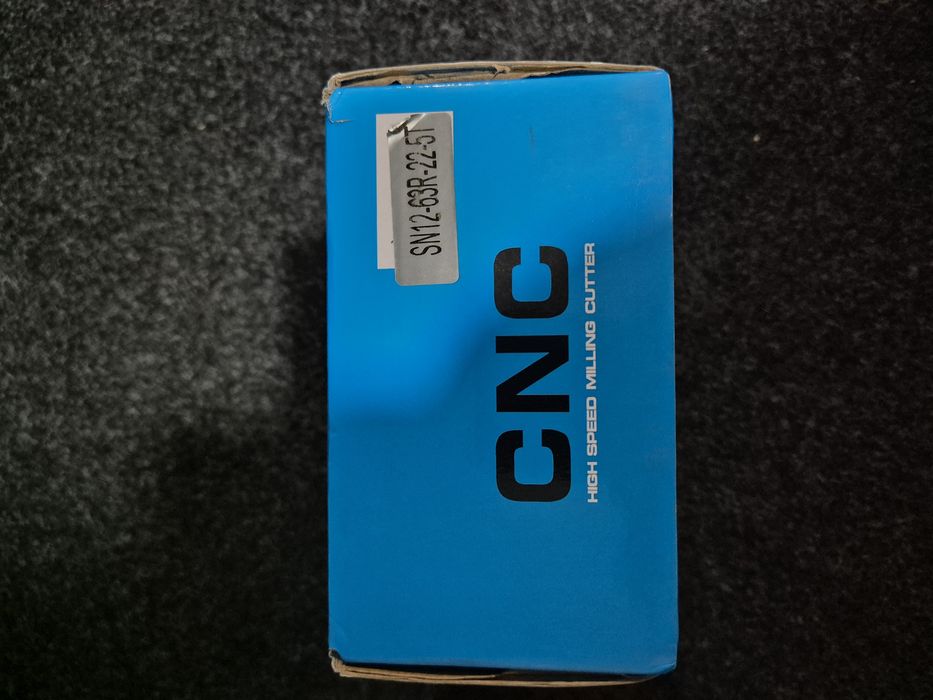 SN12-63R-22-5T
CNC
HIGH SPEED MILLING CUTTER